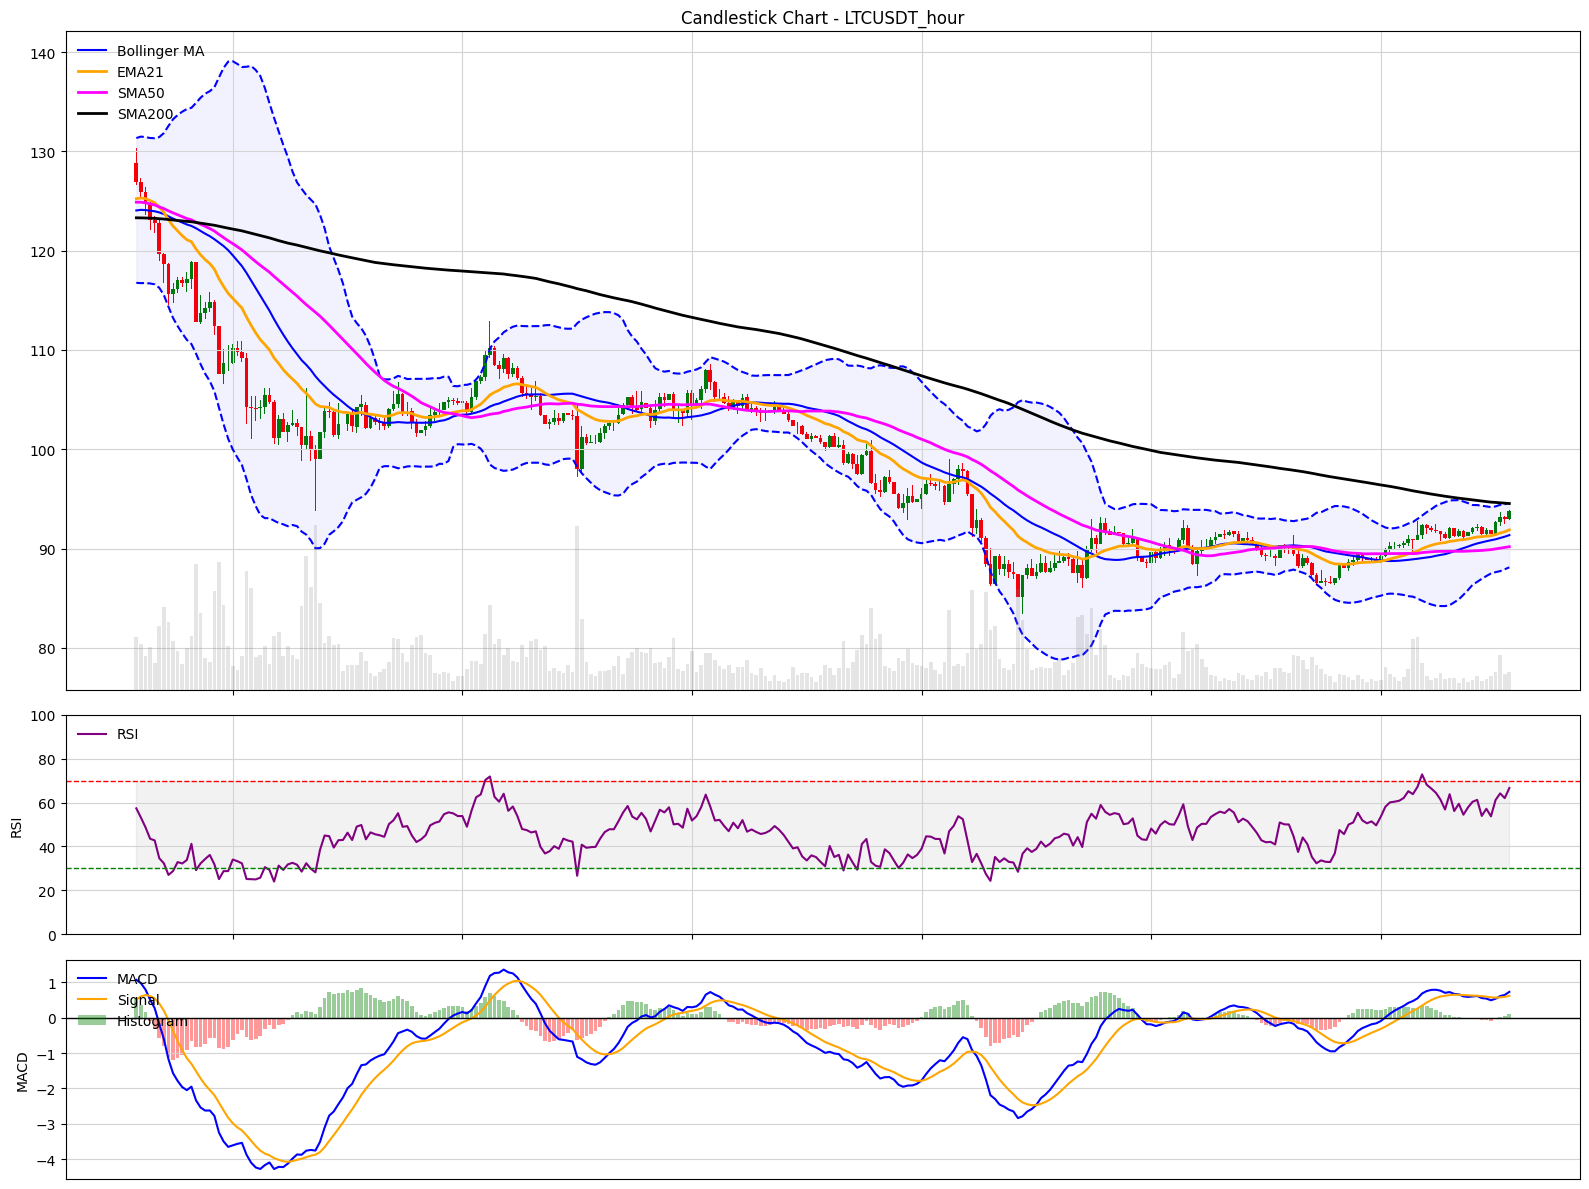 Candlestick Chart - LTCUSDT_hour
Bollinger MA
EMA21
SMA50
SMA200
140
130
120
110
100
90
80
RSI
100
80
60
40
20
0
RSI
MACD
Signal
Histogram
1
0
−1
−2
−3
−4
MACD